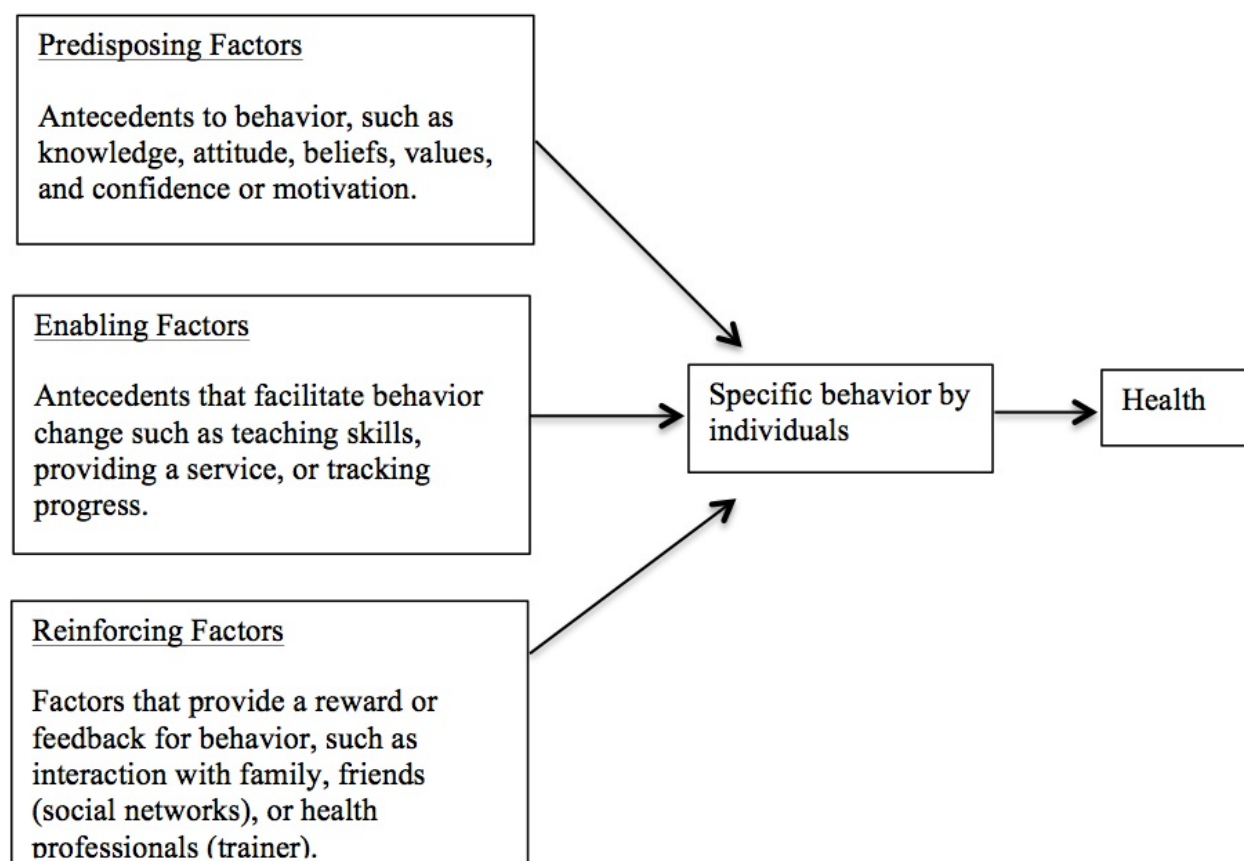 Predisposing Factors
Antecedents to behavior, such as
knowledge, attitude, beliefs, values,
and confidence or motivation.
Enabling Factors
Antecedents that facilitate behavior
change such as teaching skills,
providing a service, or tracking
progress.
Reinforcing Factors
Factors that provide a reward or
feedback for behavior, such as
interaction with family, friends
(social networks), or health
professionals (trainer).
Specific behavior by
individuals
Health